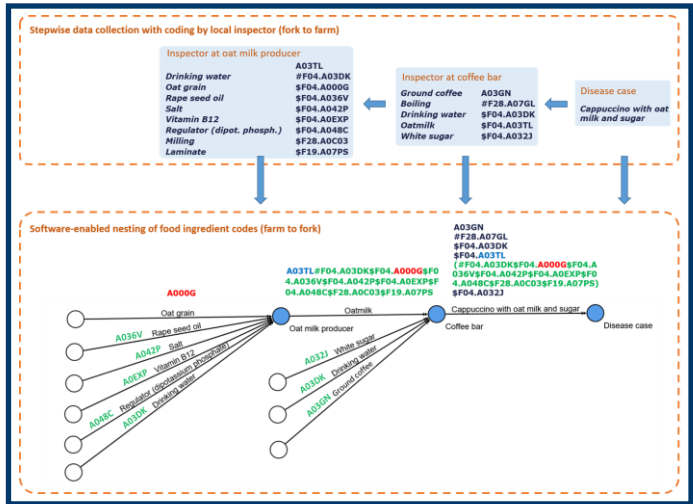 Stepwise data collection with coding by local inspector (fork to farm)
Inspector at oat milk producer
A03TL
Drinking water #F04.A03DK
Oat grain $F04.A000G
Rape seed oil $F04.A036V
Salt $F04.A042P
Vitamin B12 $F04.A0EXP
Regulator (dipot. phosph.) $F04.A048C
Milling $F28.A0C03
Laminate $F19.A07PS
Inspector at coffee bar
Ground coffee A03GN
Boiling #F28.A07GL
Drinking water $F04.A03DK
Oatmilk $F04.A03TL
White sugar $F04.A032J
Disease case
Cappuccino with oat
milk and sugar
Software-enabled nesting of food ingredient codes (farm to fork)
A03GN
#F28.A07GL
$F04.A03DK
$F04.A03TL
(#F04.A03DK$F04.A000G$F04.A
036V$F04.A042P$F04.A0EXP$F0
4.A048C$F28.A0C03$F19.A07PS)
$F04.A032J
A03TL#F04.A03DK$F04.A000G$F0
4.A036V$F04.A042P$F04.A0EXP$F
04.A048C$F28.A0C03$F19.A07PS
A000G
Oat grain
Oatmilk
Cappuccino with oat milk and sugar
Oat milk producer
Coffee bar
Disease case
A036V Rape seed oil
A042P Salt
A0EXP Vitamin B12
A048C Regulator (dipotassium phosphate)
A03DK Drinking water
A032J White sugar
A03DK Drinking water
A03GN Ground coffee